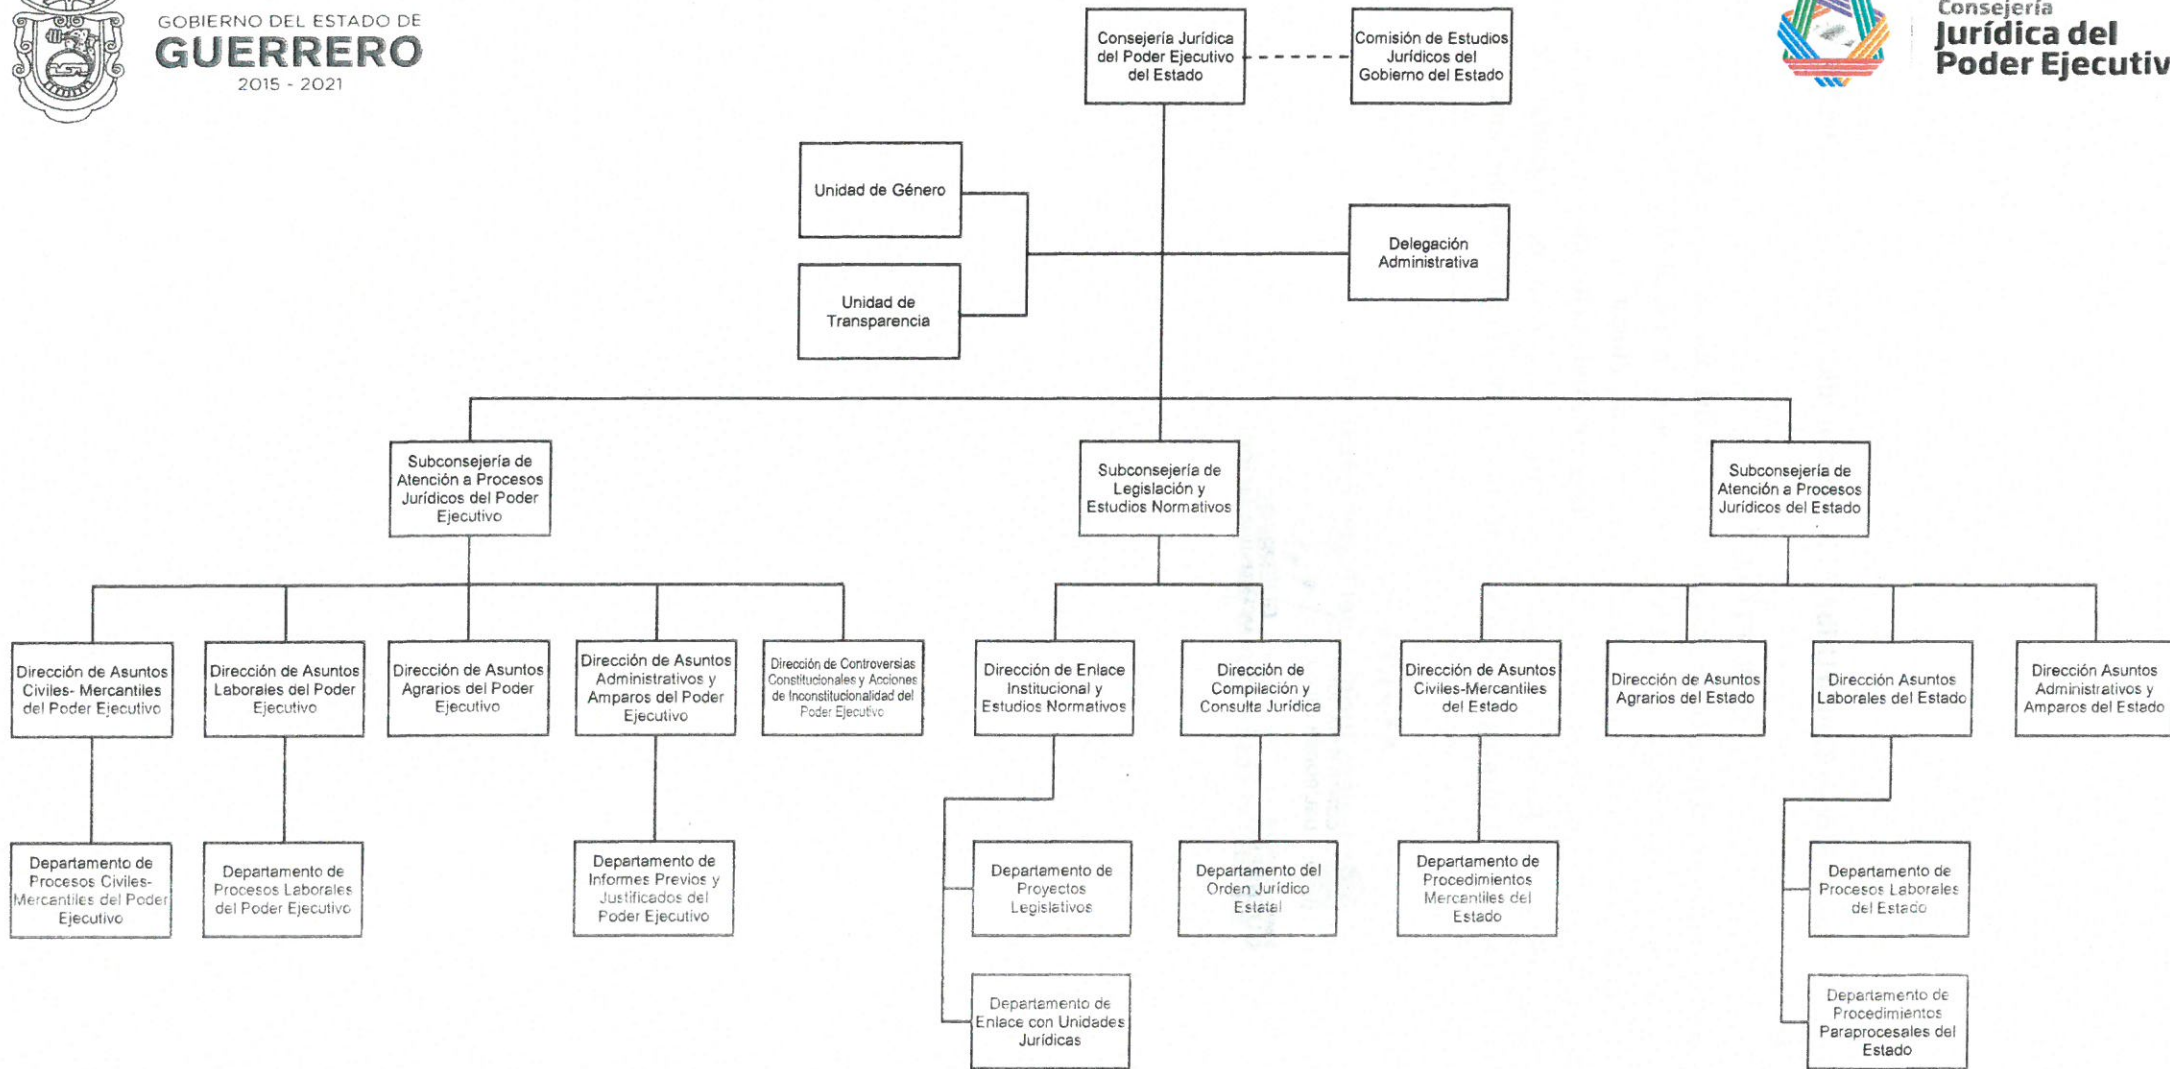 GOBIERNO DEL ESTADO DE
GUERRERO
2015 - 2021
Consejería Jurídica
del Poder Ejecutivo
del Estado
Comisión de Estudios
Jurídicos del
Gobierno del Estado
Consejería
Jurídica del
Poder Ejecutiv
Unidad de Género
Delegación
Administrativa
Unidad de
Transparencia
Subconsejería de
Atención a Procesos
Jurídicos del Poder
Ejecutivo
Subconsejería de
Legislación y
Estudios Normativos
Subconsejería de
Atención a Procesos
Jurídicos del Estado
Dirección de Asuntos
Civiles- Mercantiles
del Poder Ejecutivo
Dirección de Asuntos
Laborales del Poder
Ejecutivo
Dirección de Asuntos
Agrarios del Poder
Ejecutivo
Dirección de Asuntos
Administrativos y
Amparos del Poder
Ejecutivo
Dirección de Controversias
Constitucionales y Acciones
de Inconstitucionalidad del
Poder Ejecutivo
Dirección de Enlace
Institucional y
Estudios Normativos
Dirección de
Compilación y
Consulta Jurídica
Dirección de Asuntos
Civiles-Mercantiles
del Estado
Dirección de Asuntos
Agrarios del Estado
Dirección Asuntos
Laborales del Estado
Dirección Asuntos
Administrativos y
Amparos del Estado
Departamento de
Procesos Civiles-
Mercantiles del Poder
Ejecutivo
Departamento de
Procesos Laborales
del Poder Ejecutivo
Departamento de
Informes Previos y
Justificados del
Poder Ejecutivo
Departamento de
Proyectos
Legislativos
Departamento del
Orden Jurídico
Estatal
Departamento de
Procedimientos
Mercantiles del
Estado
Departamento de
Procesos Laborales
del Estado
Departamento de
Enlace con Unidades
Jurídicas
Departamento de
Procedimientos
Paraprocesales del
Estado